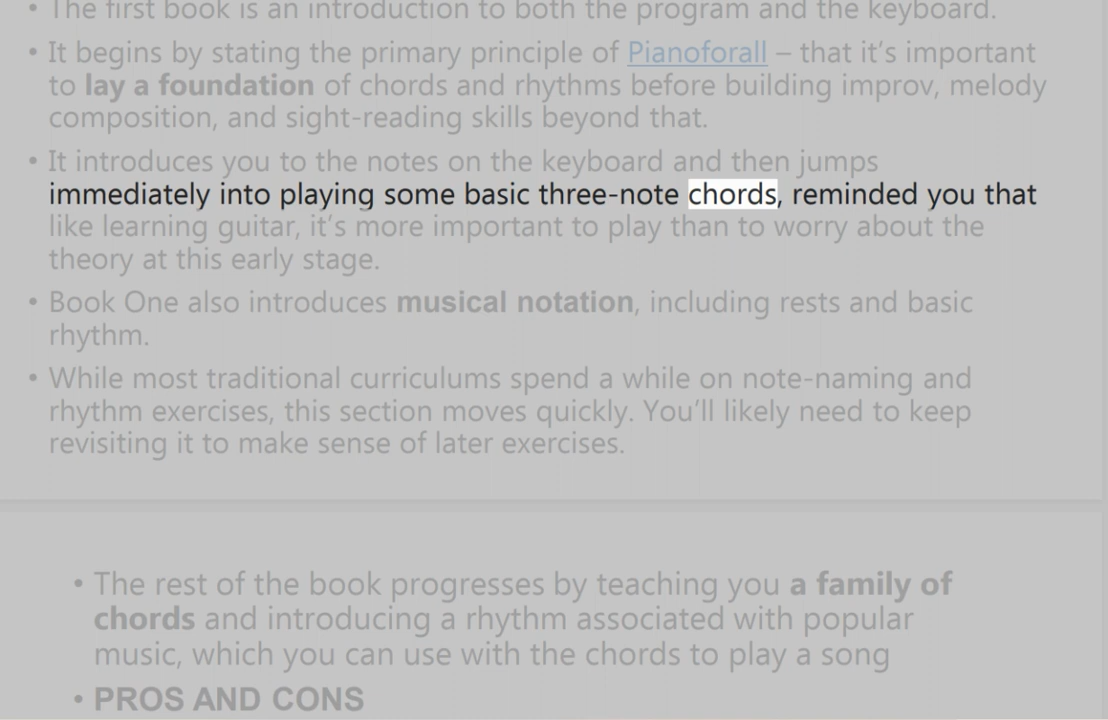 • The first book is an introduction to both the program and the keyboard.
• It begins by stating the primary principle of Pianoforall – that it's important
to lay a foundation of chords and rhythms before building improv, melody
composition, and sight-reading skills beyond that.
• It introduces you to the notes on the keyboard and then jumps
immediately into playing some basic three-note chords, reminded you that
like learning guitar, it's more important to play than to worry about the
theory at this early stage.
• Book One also introduces musical notation, including rests and basic
rhythm.
• While most traditional curriculums spend a while on note-naming and
rhythm exercises, this section moves quickly. You'll likely need to keep
revisiting it to make sense of later exercises.
• The rest of the book progresses by teaching you a family of
chords and introducing a rhythm associated with popular
music, which you can use with the chords to play a song
• PROS AND CONS